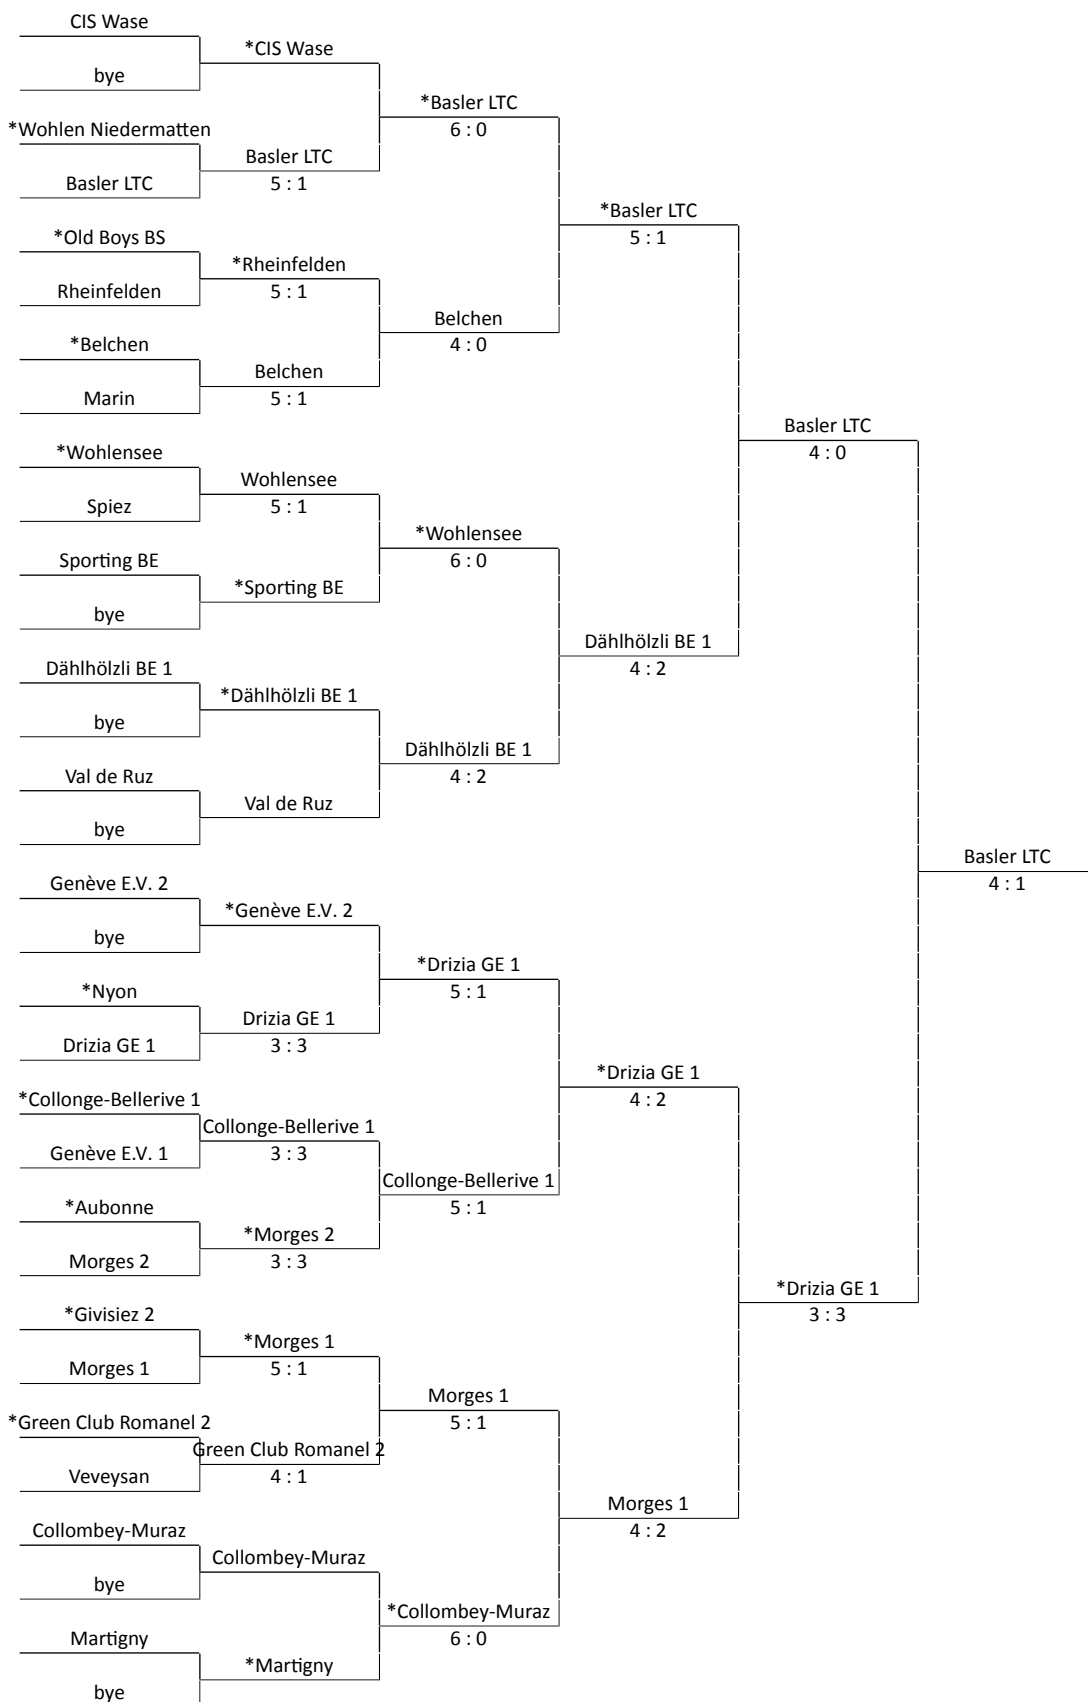 CIS Wase
*CIS Wase
bye
*Basler LTC
6 : 0
*Wohlen Niedermatten
Basler LTC
5 : 1
Basler LTC
*Basler LTC
5 : 1
*Old Boys BS
*Rheinfelden
5 : 1
Rheinfelden
Belchen
4 : 0
*Belchen
Belchen
5 : 1
Marin
Basler LTC
4 : 0
*Wohlensee
Wohlensee
5 : 1
Spiez
*Wohlensee
6 : 0
Sporting BE
*Sporting BE
bye
Dählhölzli BE 1
4 : 2
Dählhölzli BE 1
*Dählhölzli BE 1
bye
Dählhölzli BE 1
4 : 2
Val de Ruz
Val de Ruz
bye
Basler LTC
4 : 1
Genève E.V. 2
*Genève E.V. 2
bye
*Drizia GE 1
5 : 1
*Nyon
Drizia GE 1
3 : 3
Drizia GE 1
*Drizia GE 1
4 : 2
*Collonge-Bellerive 1
Collonge-Bellerive 1
3 : 3
Genève E.V. 1
Collonge-Bellerive 1
5 : 1
*Aubonne
*Morges 2
3 : 3
Morges 2
*Drizia GE 1
3 : 3
*Givisiez 2
*Morges 1
5 : 1
Morges 1
Morges 1
5 : 1
*Green Club Romanel 2
Green Club Romanel 2
4 : 1
Veveysan
Morges 1
4 : 2
Collombey-Muraz
Collombey-Muraz
bye
*Collombey-Muraz
6 : 0
Martigny
*Martigny
bye